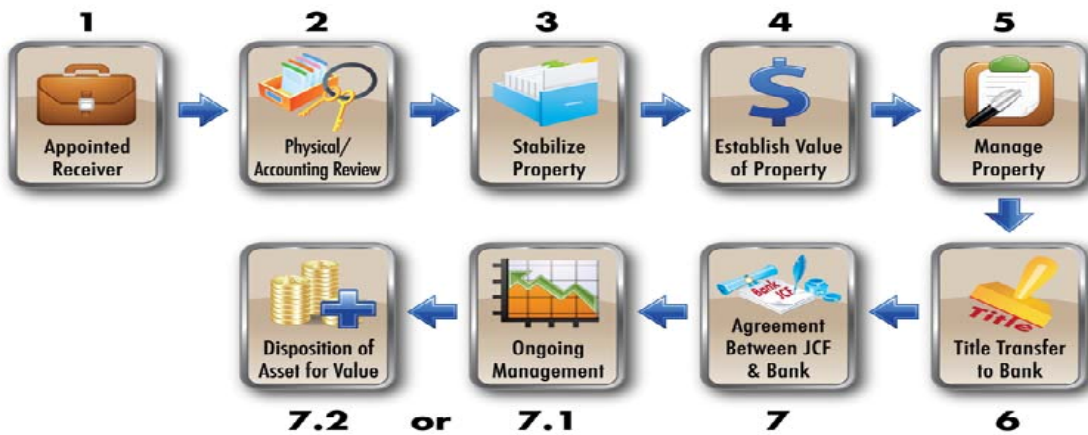 1
2
3
4
5
Appointed
Receiver
Physical/
Accounting Review
Stabilize
Property
Establish Value
of Property
Manage
Property
Disposition of
Asset for Value
Ongoing
Management
Bank
JCF
Agreement
Between JCF
& Bank
Title
Title Transfer
to Bank
7.2 or 7.1
7
6